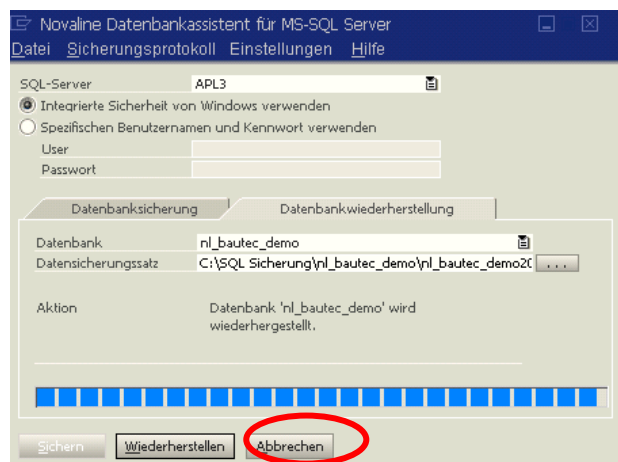 Novaline Datenbankassistent für MS-SQL Server
Datei Sicherungsprotokoll Einstellungen Hilfe
SQL-Server APL3
Integrierte Sicherheit von Windows verwenden
Spezifischen Benutzernamen und Kennwort verwenden
User
Passwort
Datenbanksicherung Datenbankwiederherstellung
Datenbank nl_bautec_demo
Datensicherungssatz C:\SQL Sicherung\nl_bautec_demo\nl_bautec_demo20 ...
Aktion Datenbank 'nl_bautec_demo' wird
wiederhergestellt.
Sichern Wiederherstellen Abbrechen